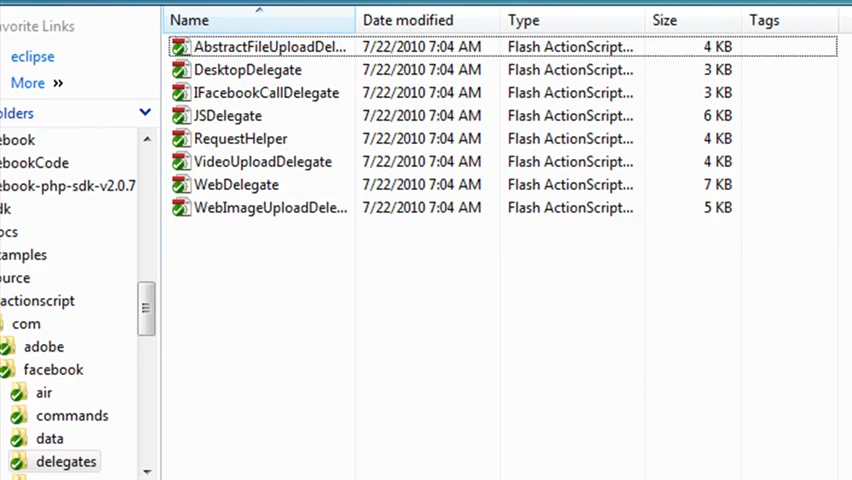 avorite Links
eclipse
More »
olders
ebook
ebookCode
ebook-php-sdk-v2.0.7
dk
ocs
amples
ource
actionscript
com
adobe
facebook
air
commands
data
delegates
Name Date modified Type Size Tags
AbstractFileUploadDel... 7/22/2010 7:04 AM Flash ActionScript... 4 KB
DesktopDelegate 7/22/2010 7:04 AM Flash ActionScript... 3 KB
IFacebookCallDelegate 7/22/2010 7:04 AM Flash ActionScript... 3 KB
JSDelegate 7/22/2010 7:04 AM Flash ActionScript... 6 KB
RequestHelper 7/22/2010 7:04 AM Flash ActionScript... 4 KB
VideoUploadDelegate 7/22/2010 7:04 AM Flash ActionScript... 4 KB
WebDelegate 7/22/2010 7:04 AM Flash ActionScript... 7 KB
WebImageUploadDele... 7/22/2010 7:04 AM Flash ActionScript... 5 KB